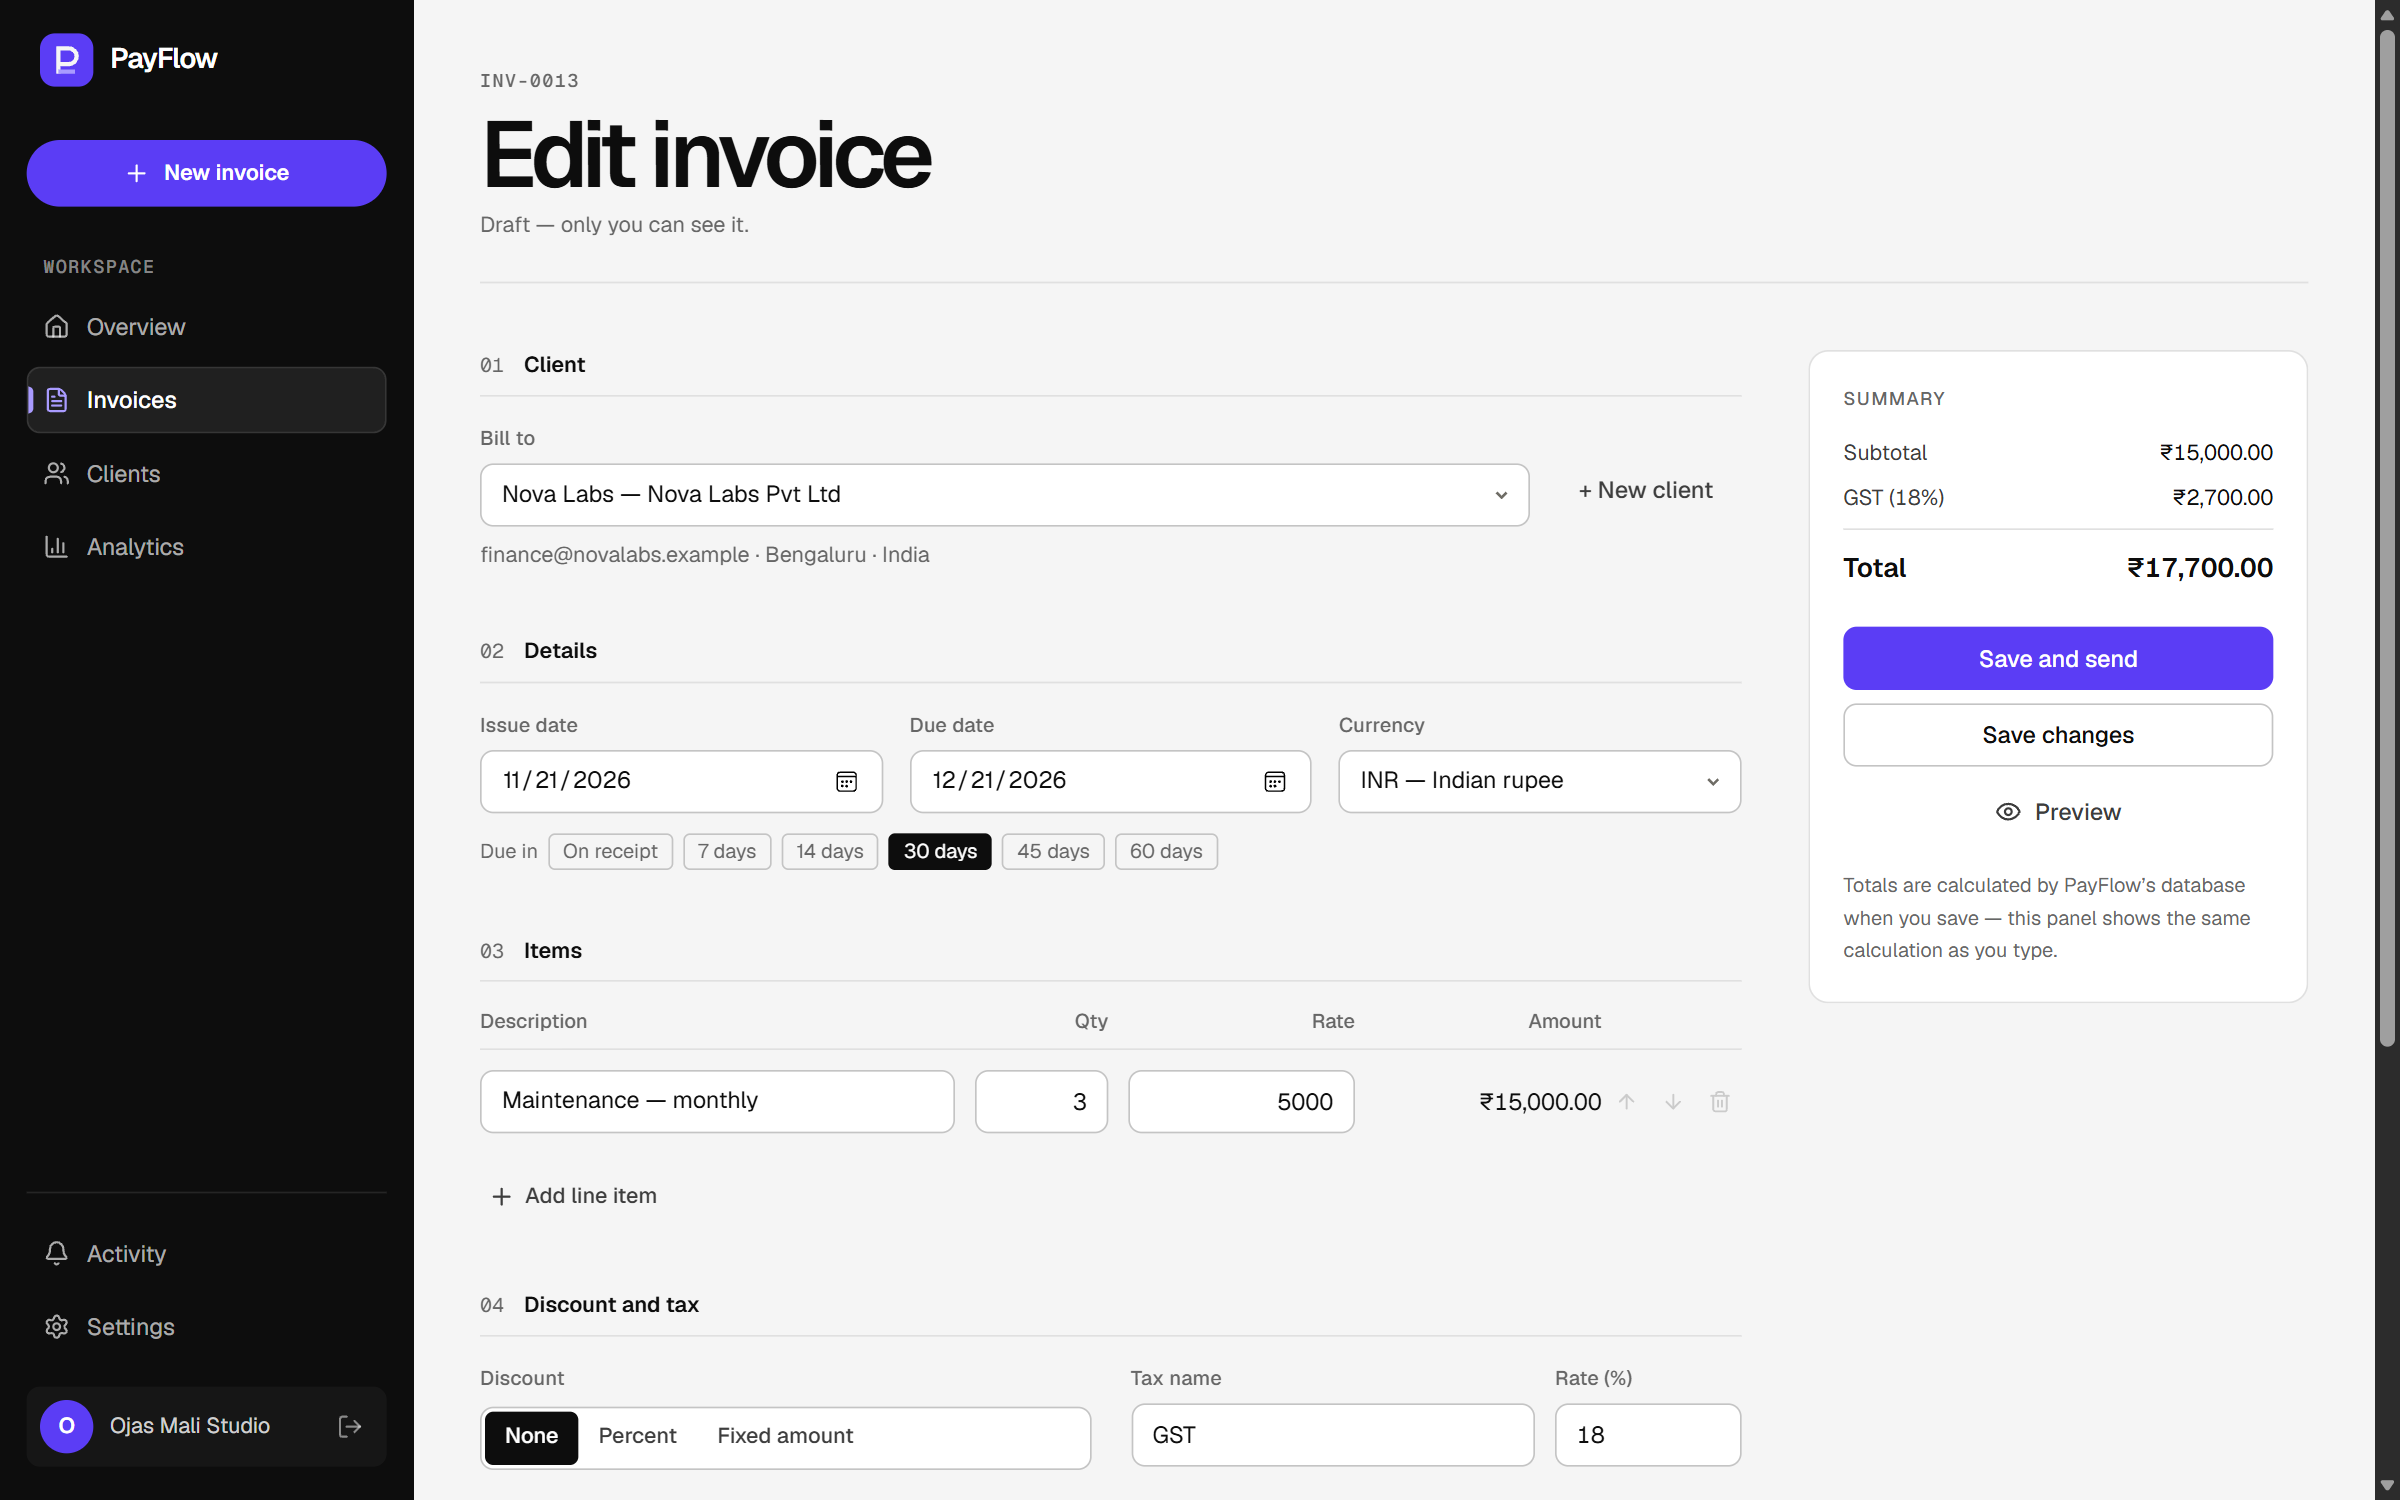 PayFlow
New invoice
WORKSPACE
Overview
Invoices
Clients
Analytics
Activity
Settings
O
Ojas Mali Studio
INV-0013
Edit invoice
Draft — only you can see it.
01 Client
Bill to
Nova Labs — Nova Labs Pvt Ltd
+ New client
finance@novalabs.example · Bengaluru · India
02 Details
Issue date Due date Currency
11/21/2026 12/21/2026 INR — Indian rupee
Due in On receipt 7 days 14 days 30 days 45 days 60 days
03 Items
Description Qty Rate Amount
Maintenance — monthly 3 5000 ₹15,000.00
Add line item
04 Discount and tax
Discount Tax name Rate (%)
None Percent Fixed amount GST 18
SUMMARY
Subtotal ₹15,000.00
GST (18%) ₹2,700.00
Total ₹17,700.00
Save and send
Save changes
Preview
Totals are calculated by PayFlow’s database
when you save — this panel shows the same
calculation as you type.